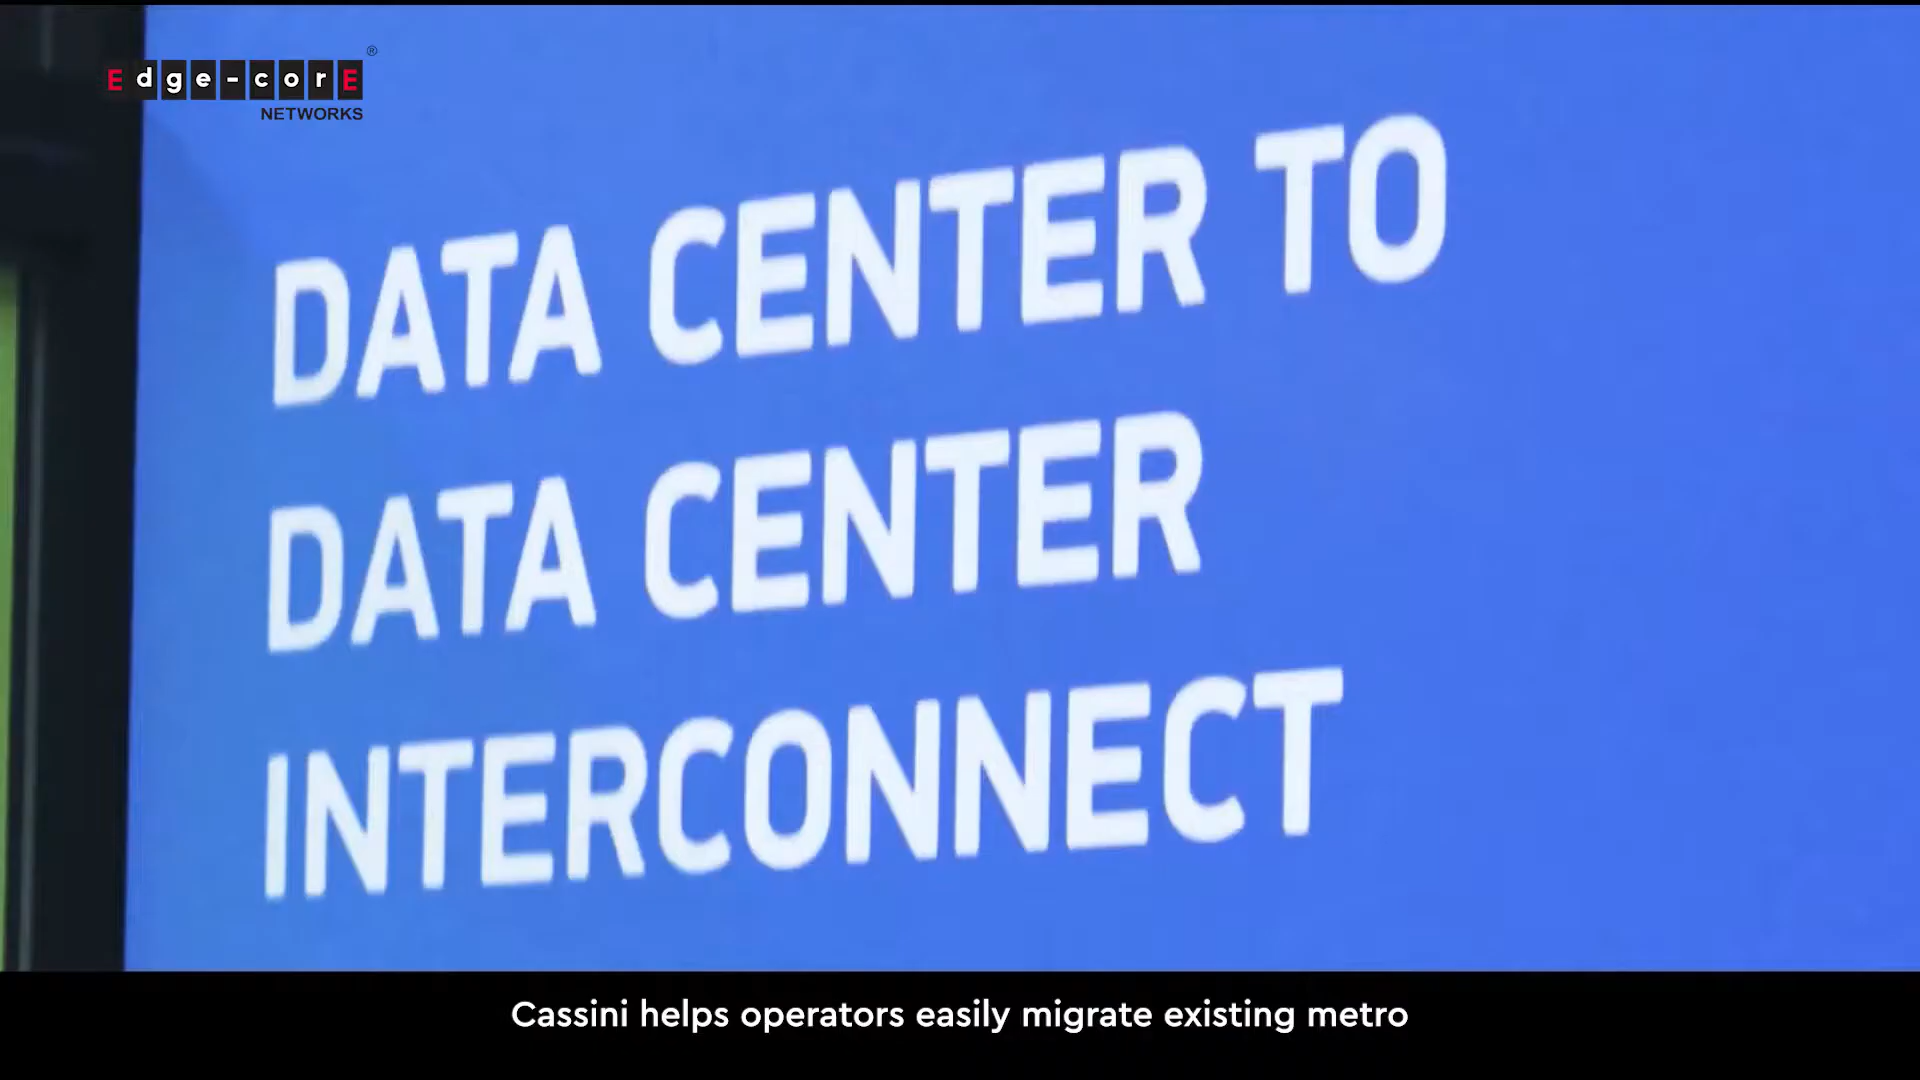 Edge-corE®
NETWORKS
DATA CENTER TO
DATA CENTER
INTERCONNECT
Cassini helps operators easily migrate existing metro